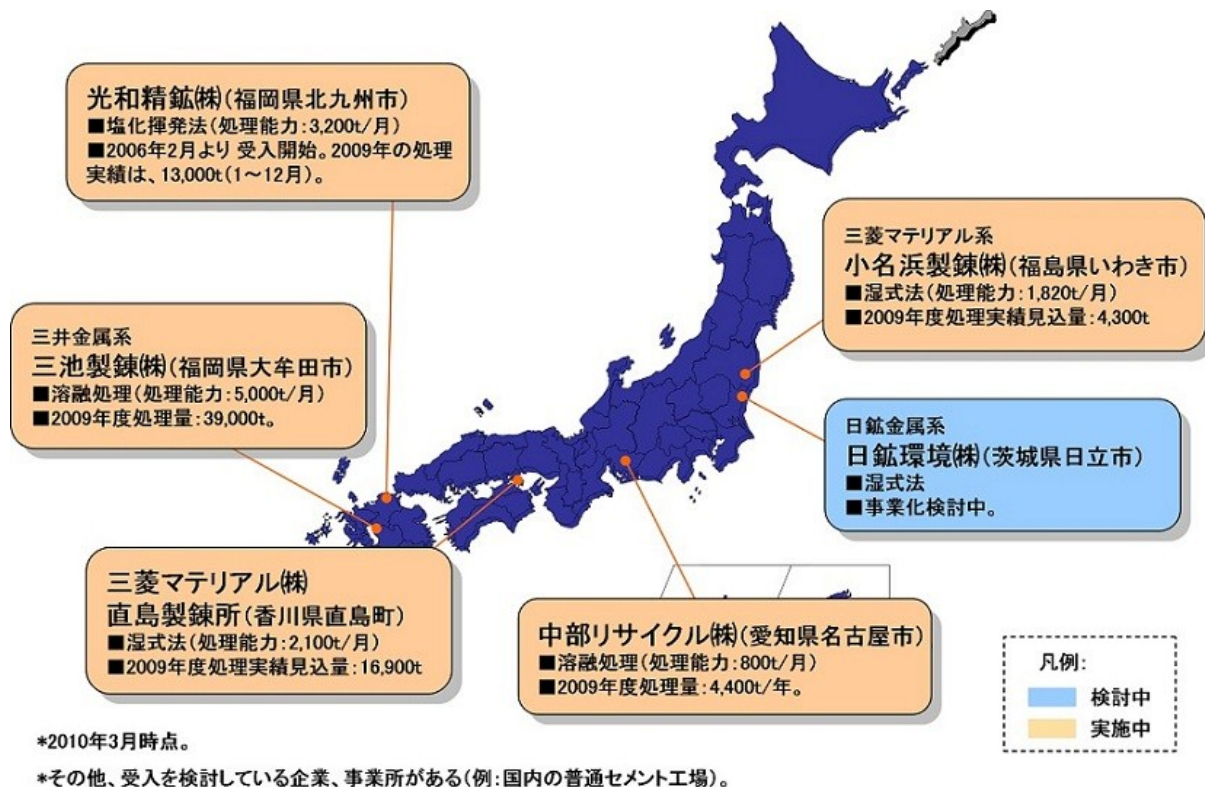 光和精鉱㈱(福岡県北九州市)
■塩化揮発法(処理能力:3,200t/月)
■2006年2月より 受入開始。2009年の処理
実績は、13,000t(1～12月)。
三菱マテリアル系
小名浜製錬㈱(福島県いわき市)
■湿式法(処理能力:1,820t/月)
■2009年度処理実績見込量:4,300t
三井金属系
三池製錬㈱(福岡県大牟田市)
■溶融処理(処理能力:5,000t/月)
■2009年度処理量:39,000t。
日鉱金属系
日鉱環境㈱(茨城県日立市)
■湿式法
■事業化検討中。
三菱マテリアル㈱
直島製錬所(香川県直島町)
■湿式法(処理能力:2,100t/月)
■2009年度処理実績見込量:16,900t
中部リサイクル㈱(愛知県名古屋市)
■溶融処理(処理能力:800t/月)
■2009年度処理量:4,400t/年。
凡例:
検討中
実施中
*2010年3月時点。
*その他、受入を検討している企業、事業所がある(例:国内の普通セメント工場)。